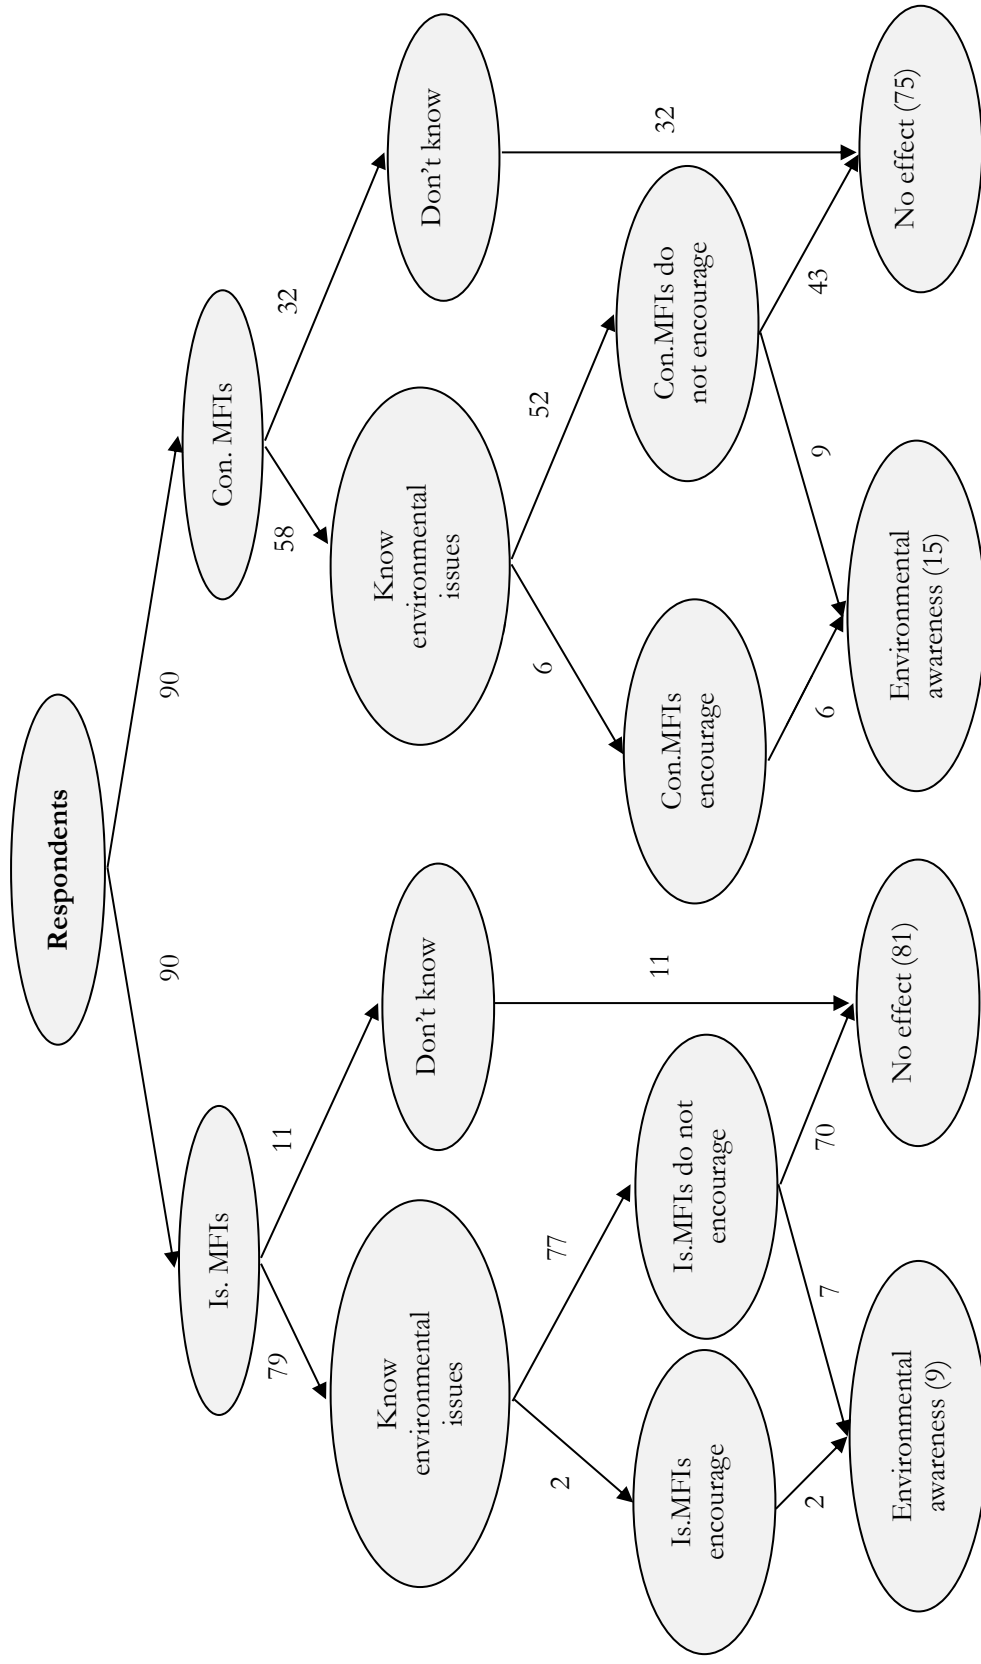 Respondents
90
90
Is. MFIs
Con. MFIs
79
11
58
32
Know
environmental
issues
Don't know
Know
environmental
issues
Don't know
2
77
11
6
52
32
Is.MFIs
encourage
Is.MFIs do not
encourage
Con.MFIs
encourage
Con.MFIs do
not encourage
2
7
70
6
9
43
Environmental
awareness (9)
No effect (81)
Environmental
awareness (15)
No effect (75)